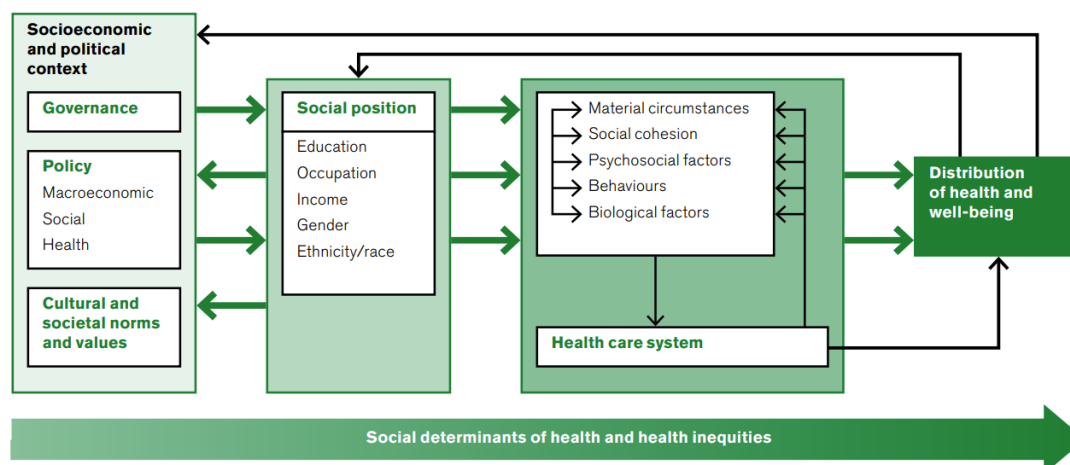 Socioeconomic
and political
context
Governance
Policy
Macroeconomic
Social
Health
Cultural and
societal norms
and values
Social position
Education
Occupation
Income
Gender
Ethnicity/race
Material circumstances
Social cohesion
Psychosocial factors
Behaviours
Biological factors
Health care system
Distribution
of health and
well-being
Social determinants of health and health inequities